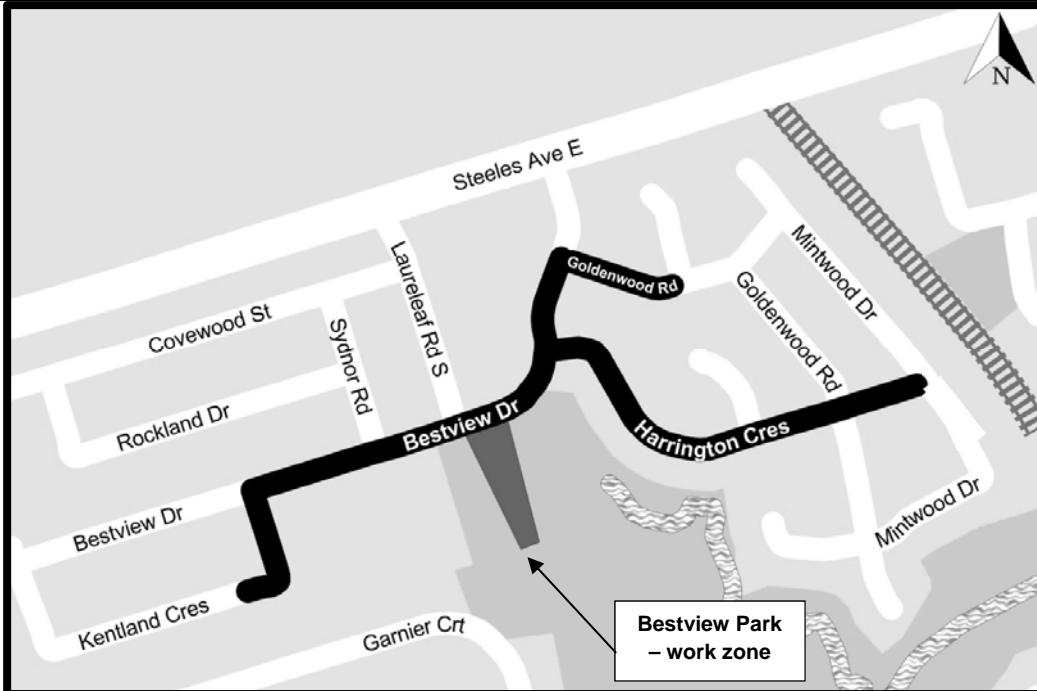 N
Steeles Ave E
Laureleaf Rd S
Goldenwood Rd
Mintwood Dr
Covewood St
Sydnor Rd
Goldenwood Rd
Rockland Dr
Bestview Dr
Harrington Cres
Bestview Dr
Mintwood Dr
Kentland Cres
Garnier Crt
Bestview Park
– work zone